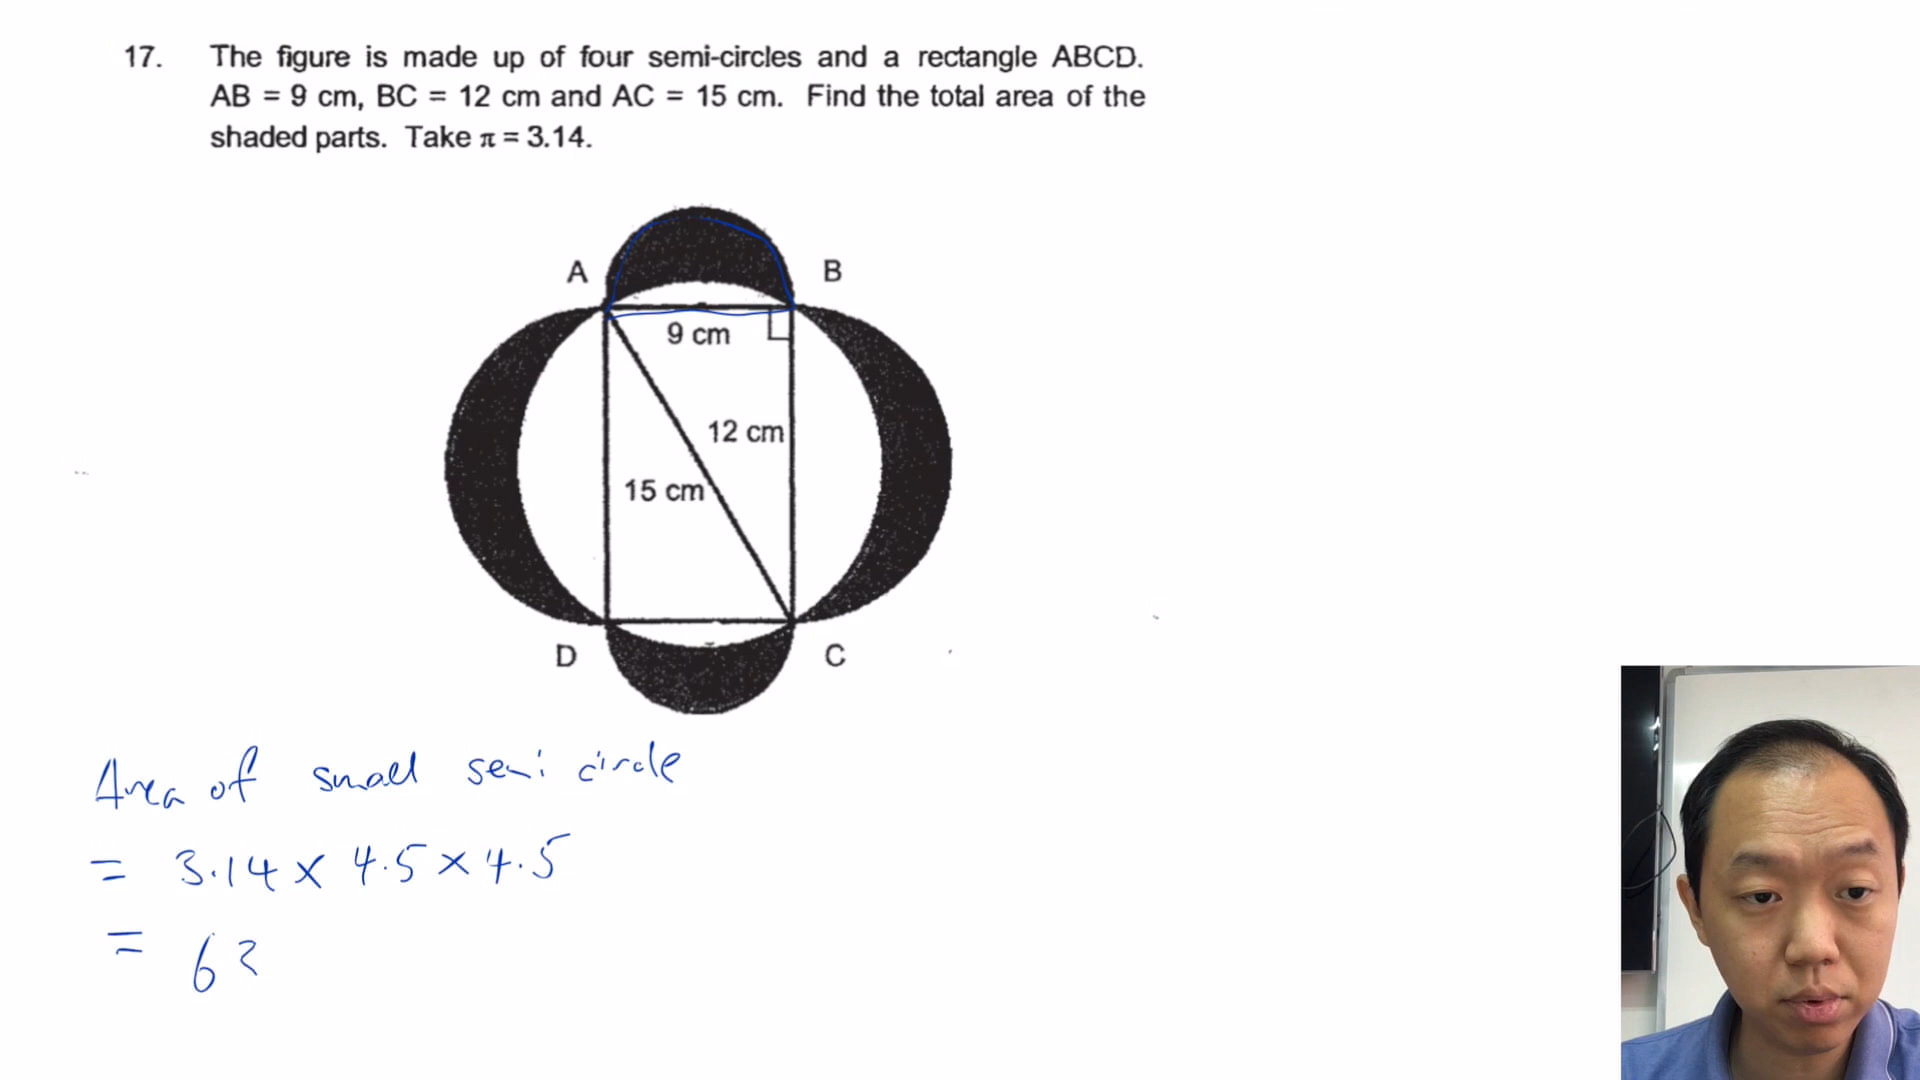 17. The figure is made up of four semi-circles and a rectangle ABCD.
AB = 9 cm, BC = 12 cm and AC = 15 cm. Find the total area of the
shaded parts. Take π = 3.14.
A B
9 cm
12 cm
15 cm
D C
Area of small semi circle
= 3.14 × 4.5 × 4.5
= 62